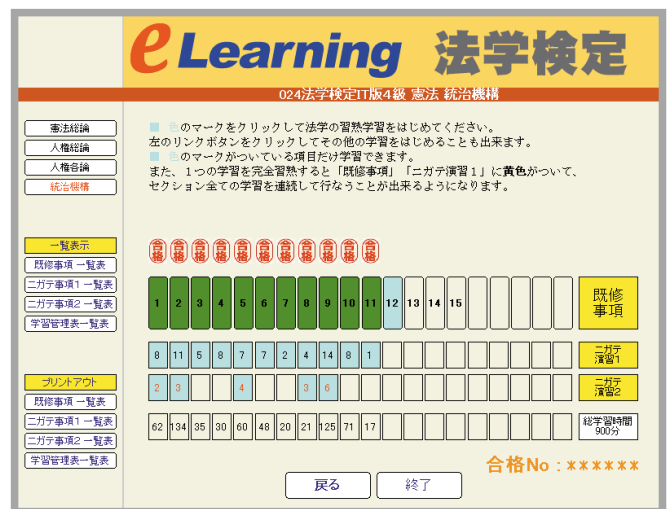 e Learning 法学検定
024法学検定IT版4級 憲法 統治機構
憲法総論
人権総論
人権各論
統治機構
■ 色のマークをクリックして法学の習熟学習をはじめてください。
左のリンクボタンをクリックしてその他の学習をはじめることも出来ます。
■ 色のマークがついている項目だけ学習できます。
また、1つの学習を完全習熟すると「既修事項」「ニガテ演習1」に黄色がついて、
セクション全ての学習を連続して行なうことが出来るようになります。
一覧表示
既修事項 一覧表
ニガテ事項1 一覧表
ニガテ事項2 一覧表
学習管理表一覧表
合格 合格 合格 合格 合格 合格 合格 合格 合格 合格 合格
1 2 3 4 5 6 7 8 9 10 11 12 13 14 15
既修
事項
8 11 5 8 7 7 2 4 14 8 1
ニガテ
演習1
2 3 4 3 6
ニガテ
演習2
62 134 35 30 60 48 20 21 125 71 17
総学習時間
900分
プリントアウト
既修事項 一覧表
ニガテ事項1 一覧表
ニガテ事項2 一覧表
学習管理表一覧表
合格No：******
戻る 終了